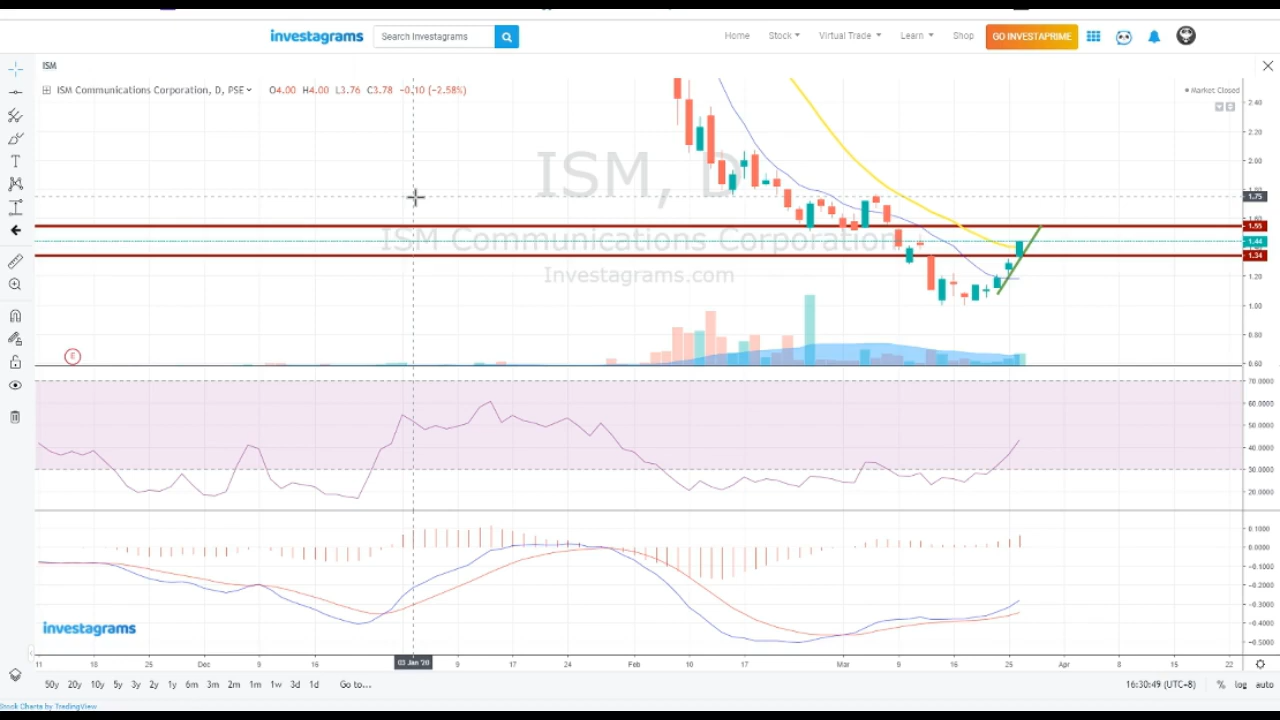 investagrams
Search Investagrams
Home
Stock
Virtual Trade
Learn
Shop
GO INVESTAPRIME
ISM
ISM Communications Corporation, D, PSE
O4.00 H4.00 L3.76 C3.78 -0.10 (-2.58%)
Market Closed
ISM, D
ISM Communications Corporation
Investagrams.com
2.40
2.20
2.00
1.75
1.55
1.44
1.34
1.20
1.00
0.80
0.60
E
70.0000
60.0000
50.0000
40.0000
30.0000
20.0000
0.1000
0.0000
-0.1000
-0.2000
-0.3000
-0.4000
-0.5000
investagrams
11 18 25 Dec 9 16 03 Jan '20 9 17 24 Feb 10 17 Mar 16 25 Apr 8 15 22
50y 20y 10y 5y 3y 2y 1y 6m 3m 2m 1m 1w 3d 1d Go to...
16:30:49 (UTC-8) % log auto
Stock Charts by TradingView